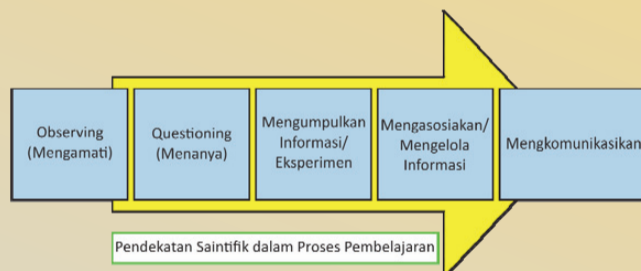 Observing
(Mengamati)
Questioning
(Menanya)
Mengumpulkan
Informasi/
Eksperimen
Mengasosiakan/
Mengelola
Informasi
Mengkomunikasikan
Pendekatan Saintifik dalam Proses Pembelajaran